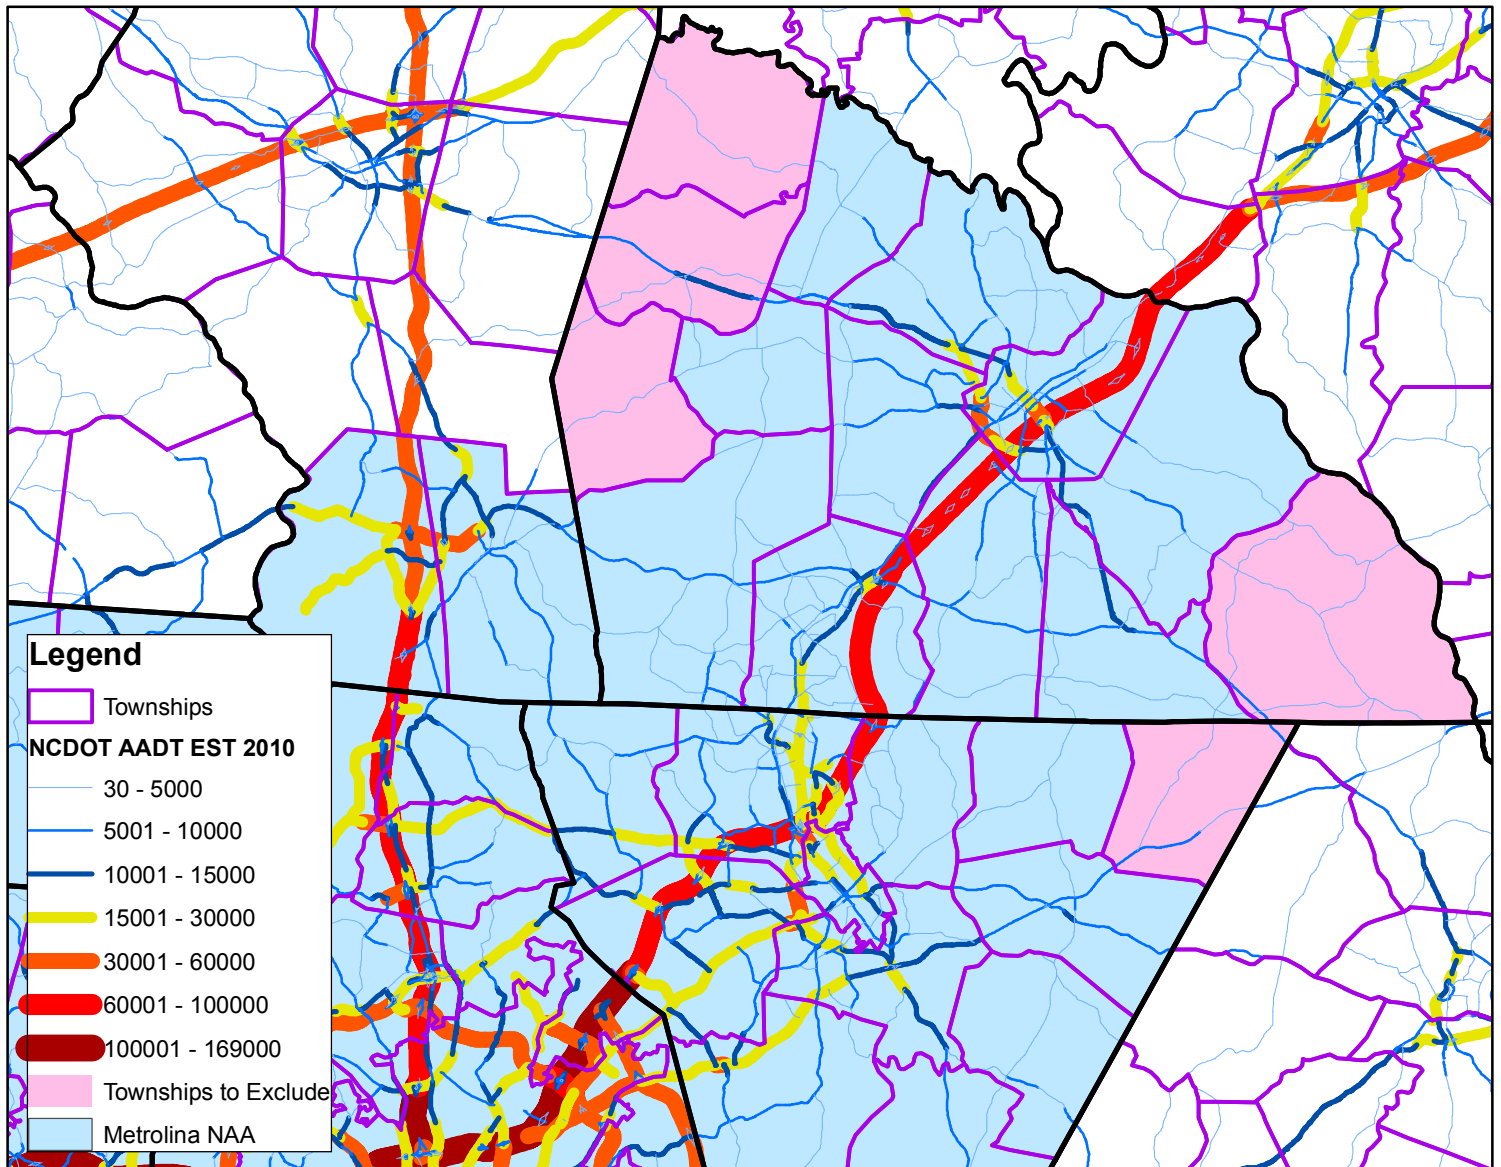 Legend
Townships
NCDOT AADT EST 2010
30 - 5000
5001 - 10000
10001 - 15000
15001 - 30000
30001 - 60000
60001 - 100000
100001 - 169000
Townships to Exclude
Metrolina NAA